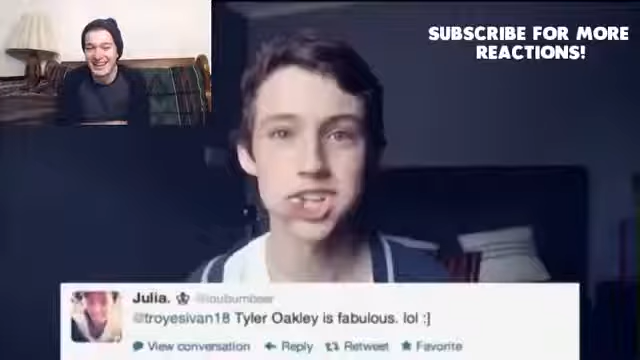 SUBSCRIBE FOR MORE
REACTIONS!
Julia.
@troyesivan18 Tyler Oakley is fabulous. lol :]
View conversation Reply Retweet Favorite